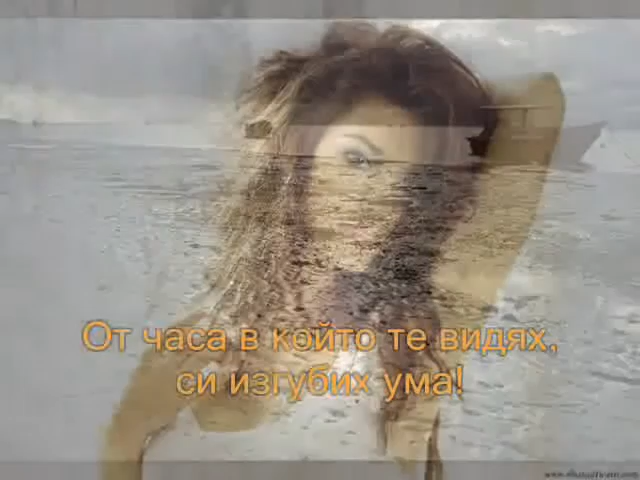 От часа в който те видях,
си изгубих ума!